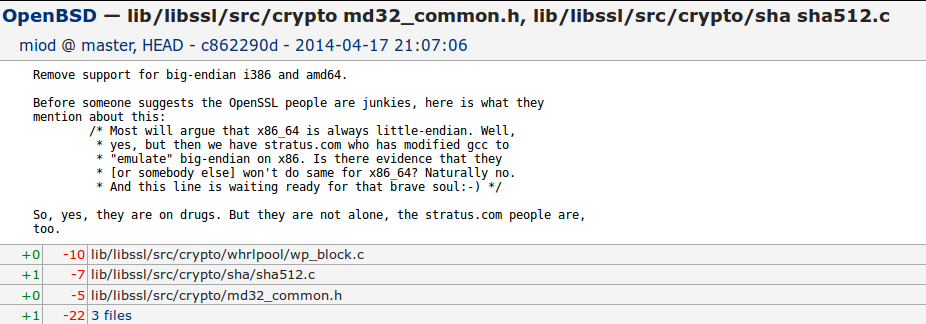 OpenBSD — lib/libssl/src/crypto md32_common.h, lib/libssl/src/crypto/sha sha512.c
miod @ master, HEAD - c862290d - 2014-04-17 21:07:06
Remove support for big-endian i386 and amd64.
Before someone suggests the OpenSSL people are junkies, here is what they
mention about this:
/* Most will argue that x86_64 is always little-endian. Well,
* yes, but then we have stratus.com who has modified gcc to
* "emulate" big-endian on x86. Is there evidence that they
* [or somebody else] won't do same for x86_64? Naturally no.
* And this line is waiting ready for that brave soul:-) */
So, yes, they are on drugs. But they are not alone, the stratus.com people are,
too.
+0 -10 lib/libssl/src/crypto/whrlpool/wp_block.c
+1 -7 lib/libssl/src/crypto/sha/sha512.c
+0 -5 lib/libssl/src/crypto/md32_common.h
+1 -22 3 files